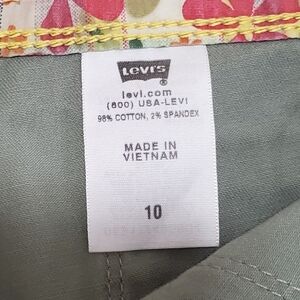 Levi's
levi.com
(800) USA-LEVI
98% COTTON, 2% SPANDEX
MADE IN
VIETNAM
10